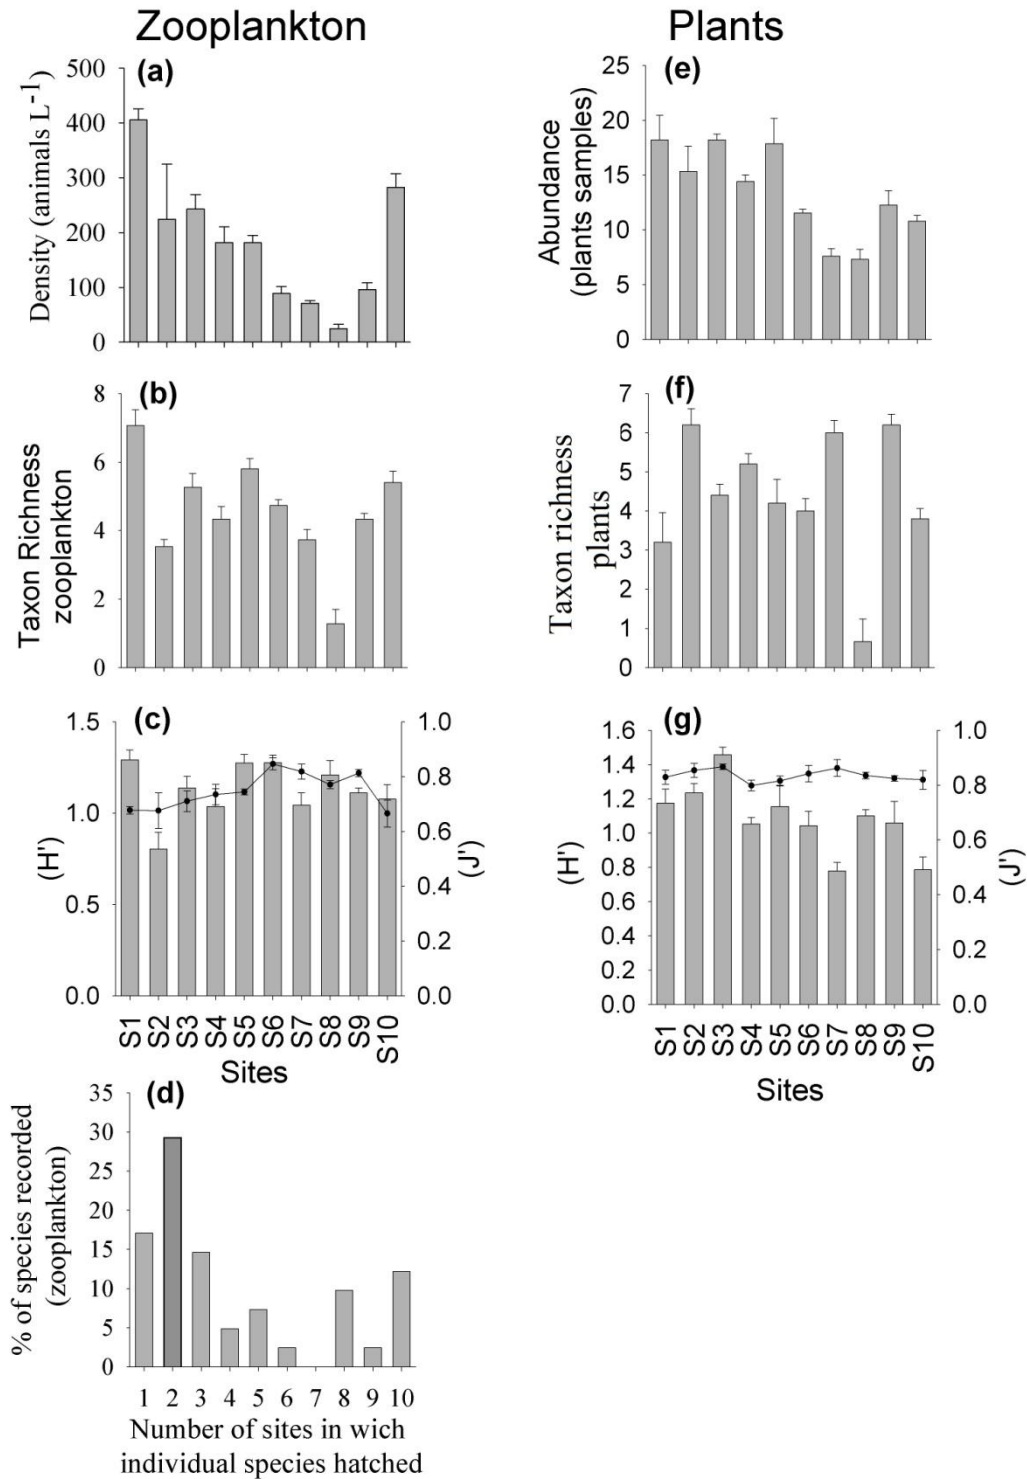 Zooplankton
Plants
(a)
Density (animals L-1)
500
400
300
200
100
0
(e)
Abundance
(plants samples)
25
20
15
10
5
0
(b)
Taxon Richness
zooplankton
8
6
4
2
0
(f)
Taxon richness
plants
7
6
5
4
3
2
1
0
(c)
(H')
1.5
1.0
0.5
0.0
1.0
0.8
0.6
0.4
0.2
0.0
(J')
S1 S2 S3 S4 S5 S6 S7 S8 S9 S10
Sites
(g)
(H')
1.6
1.4
1.2
1.0
0.8
0.6
0.4
0.2
0.0
1.0
0.8
0.6
0.4
0.2
0.0
(J')
S1 S2 S3 S4 S5 S6 S7 S8 S9 S10
Sites
(d)
% of species recorded
(zooplankton)
35
30
25
20
15
10
5
0
1 2 3 4 5 6 7 8 9 10
Number of sites in wich
individual species hatched